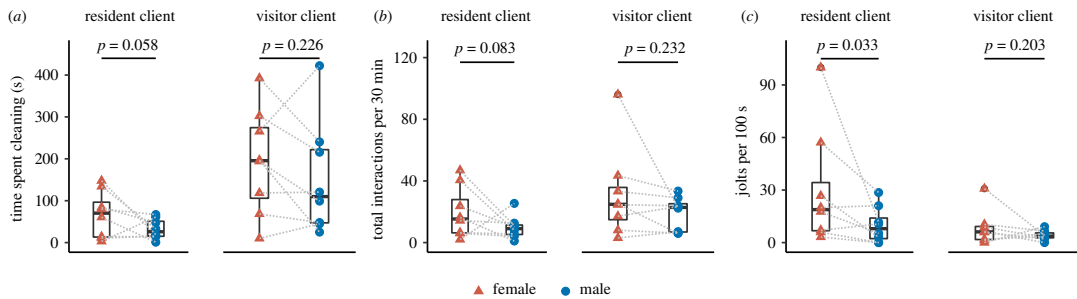 (a) resident client visitor client
p = 0.058 p = 0.226
time spent cleaning (s)
400
300
200
100
0
(b) resident client visitor client
p = 0.083 p = 0.232
total interactions per 30 min
120
80
40
0
(c) resident client visitor client
p = 0.033 p = 0.203
jolts per 100 s
90
60
30
0
female male